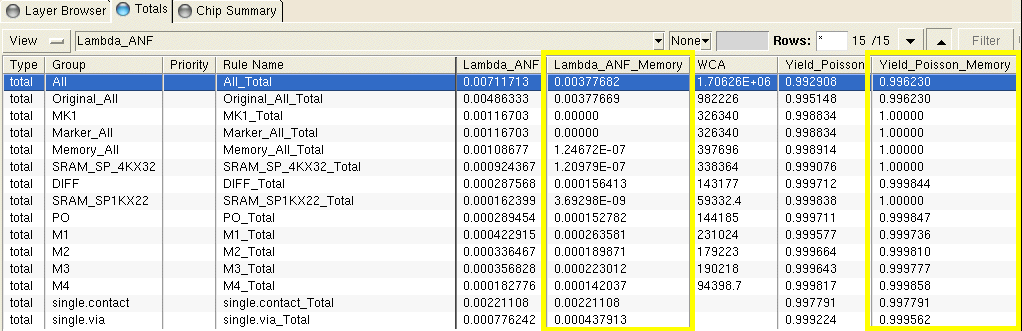 Layer Browser Totals Chip Summary
View Lambda_ANF None Rows: * 15 /15 Filter
Type Group Priority Rule Name Lambda_ANF Lambda_ANF_Memory WCA Yield_Poisson Yield_Poisson_Memory
total All All_Total 0.00711713 0.00377682 1.70626E+06 0.992908 0.996230
total Original_All Original_All_Total 0.00486333 0.00377669 982226 0.995148 0.996230
total MK1 MK1_Total 0.00116703 0.00000 326340 0.998834 1.00000
total Marker_All Marker_All_Total 0.00116703 0.00000 326340 0.998834 1.00000
total Memory_All Memory_All_Total 0.00108677 1.24672E-07 397696 0.998914 1.00000
total SRAM_SP_4KX32 SRAM_SP_4KX32_Total 0.000924367 1.20979E-07 338364 0.999076 1.00000
total DIFF DIFF_Total 0.000287568 0.000156413 143177 0.999712 0.999844
total SRAM_SP1KX22 SRAM_SP1KX22_Total 0.000162399 3.69298E-09 59332.4 0.999838 1.00000
total PO PO_Total 0.000289454 0.000152782 144185 0.999711 0.999847
total M1 M1_Total 0.000422915 0.000263581 231024 0.999577 0.999736
total M2 M2_Total 0.000336467 0.000189871 179223 0.999664 0.999810
total M3 M3_Total 0.000356828 0.000223012 190218 0.999643 0.999777
total M4 M4_Total 0.000182776 0.000142037 94398.7 0.999817 0.999858
total single.contact single.contact_Total 0.00221108 0.00221108 0.997791 0.997791
total single.via single.via_Total 0.000776242 0.000437913 0.999224 0.999562